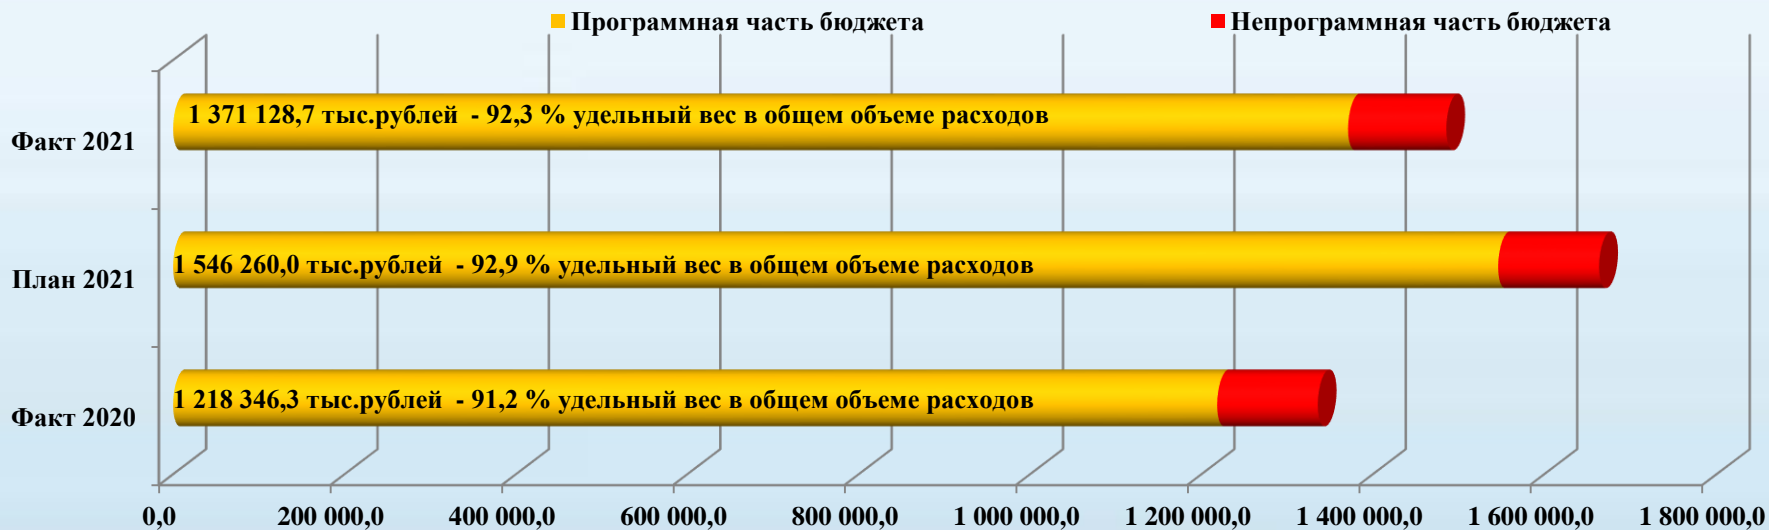 Программная часть бюджета
Непрограммная часть бюджета
Факт 2021
1 371 128,7 тыс.рублей - 92,3 % удельный вес в общем объеме расходов
План 2021
1 546 260,0 тыс.рублей - 92,9 % удельный вес в общем объеме расходов
Факт 2020
1 218 346,3 тыс.рублей - 91,2 % удельный вес в общем объеме расходов
0,0 200 000,0 400 000,0 600 000,0 800 000,0 1 000 000,0 1 200 000,0 1 400 000,0 1 600 000,0 1 800 000,0